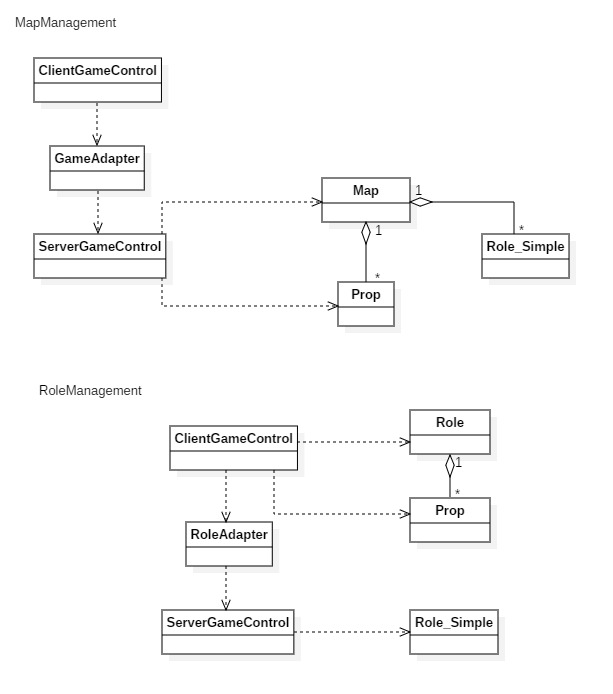 MapManagement
ClientGameControl
GameAdapter
Map
1
1
ServerGameControl
*
Role_Simple
*
Prop
RoleManagement
ClientGameControl
Role
1
*
Prop
RoleAdapter
ServerGameControl
Role_Simple